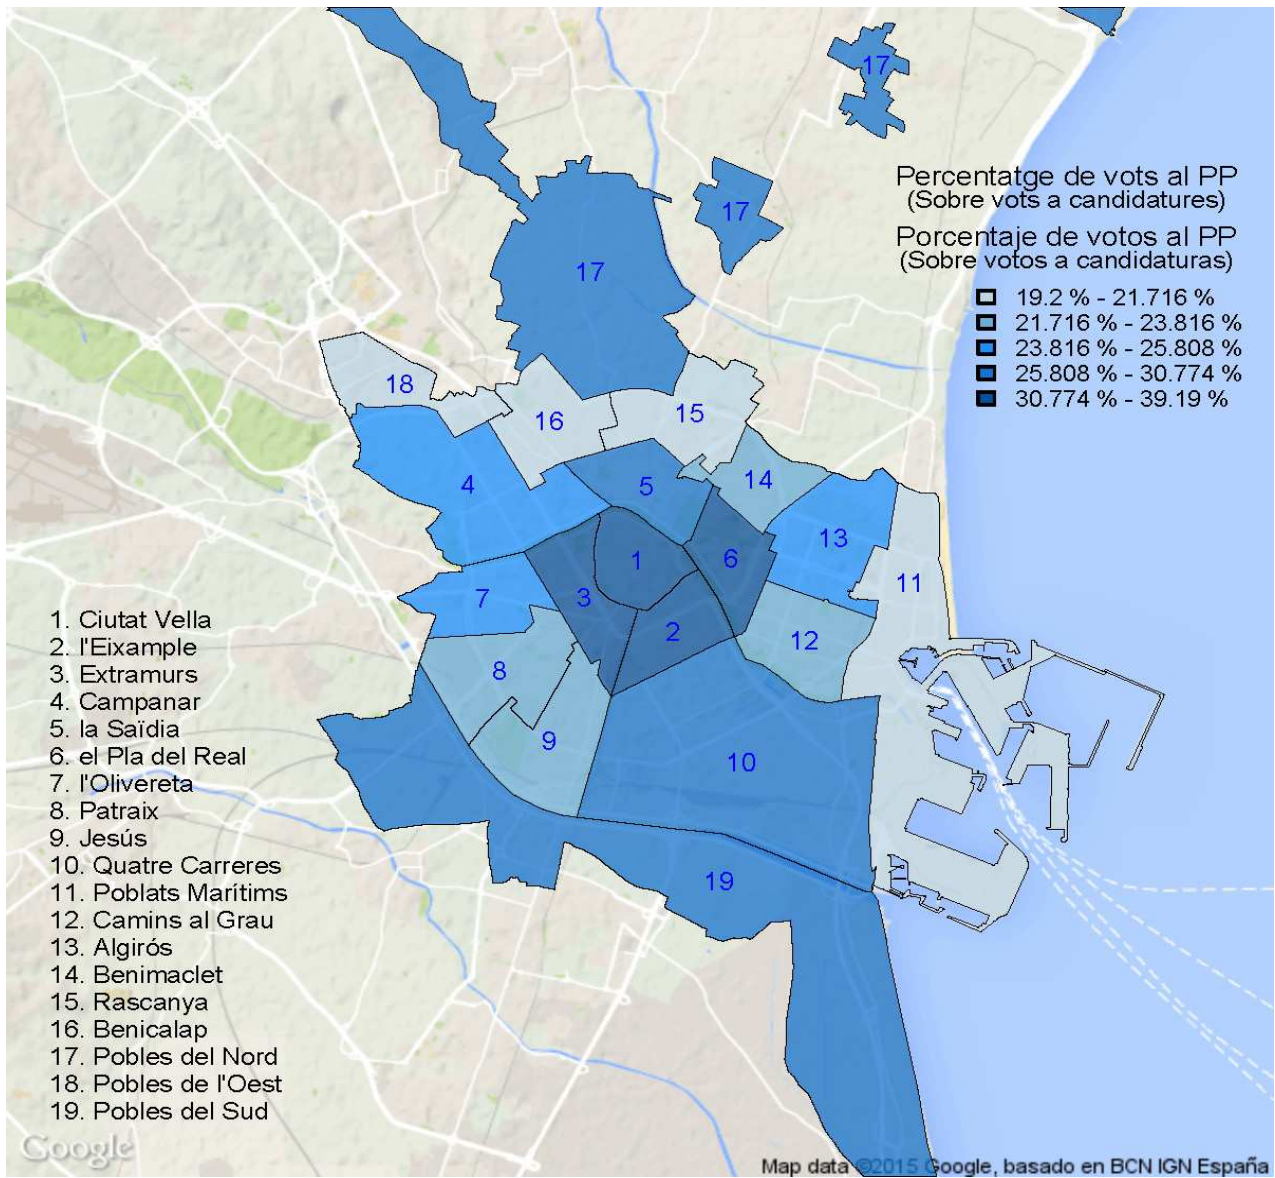 17
17
17
Percentatge de vots al PP
(Sobre vots a candidatures)
Porcentaje de votos al PP
(Sobre votos a candidaturas)
19.2 % - 21.716 %
21.716 % - 23.816 %
23.816 % - 25.808 %
25.808 % - 30.774 %
30.774 % - 39.19 %
18
16
15
4
5
14
13
1
6
11
7
3
2
12
8
9
10
19
1. Ciutat Vella
2. l'Eixample
3. Extramurs
4. Campanar
5. la Saïdia
6. el Pla del Real
7. l'Olivereta
8. Patraix
9. Jesús
10. Quatre Carreres
11. Poblats Marítims
12. Camins al Grau
13. Algirós
14. Benimaclet
15. Rascanya
16. Benicalap
17. Pobles del Nord
18. Pobles de l'Oest
19. Pobles del Sud
Google
Map data ©2015 Google, basado en BCN IGN España